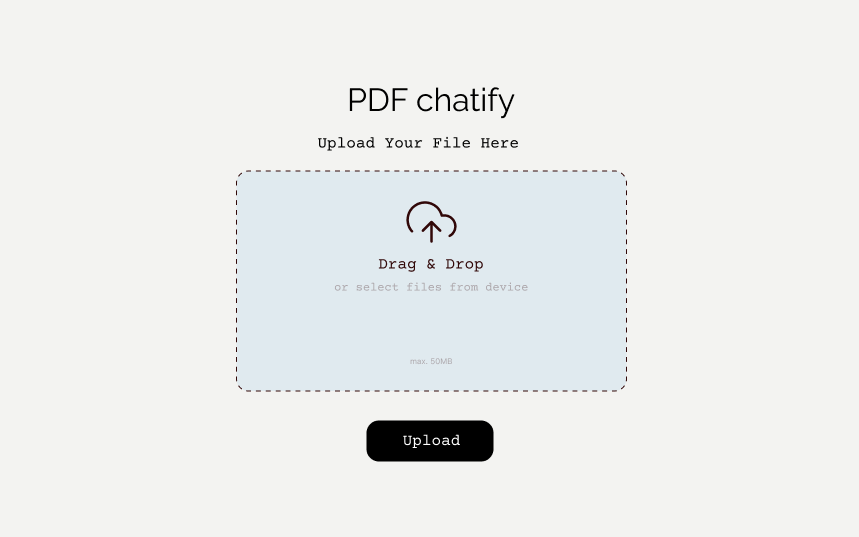 PDF chatify
Upload Your File Here
Drag & Drop
or select files from device
max. 50MB
Upload